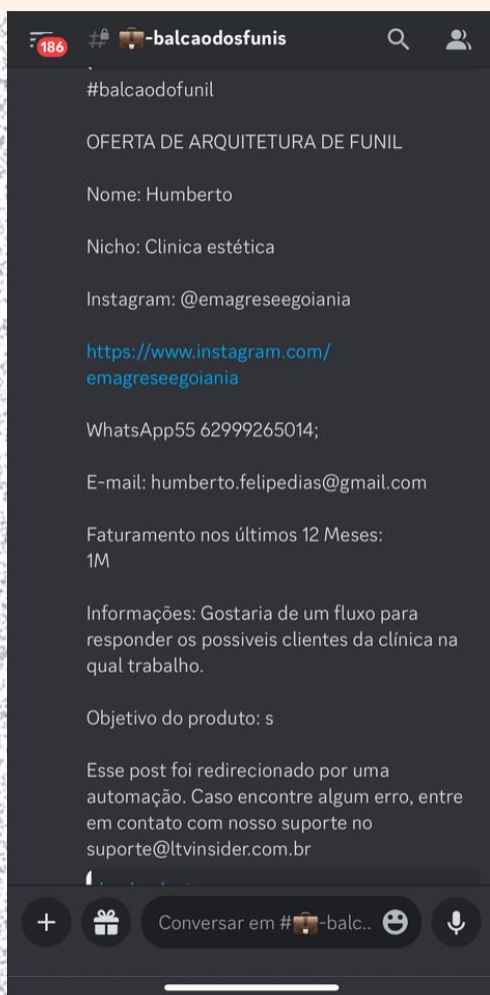 186
#-balcaodosfunis
#balcaodofunil
OFERTA DE ARQUITETURA DE FUNIL
Nome: Humberto
Nicho: Clinica estética
Instagram: @emagreseegoiania
https://www.instagram.com/
emagreseegoiania
WhatsApp55 62999265014;
E-mail: humberto.felipedias@gmail.com
Faturamento nos últimos 12 Meses:
1M
Informações: Gostaria de um fluxo para
responder os possiveis clientes da clínica na
qual trabalho.
Objetivo do produto: s
Esse post foi redirecionado por uma
automação. Caso encontre algum erro, entre
em contato com nosso suporte no
suporte@ltvinsider.com.br
Conversar em #💼-balc..